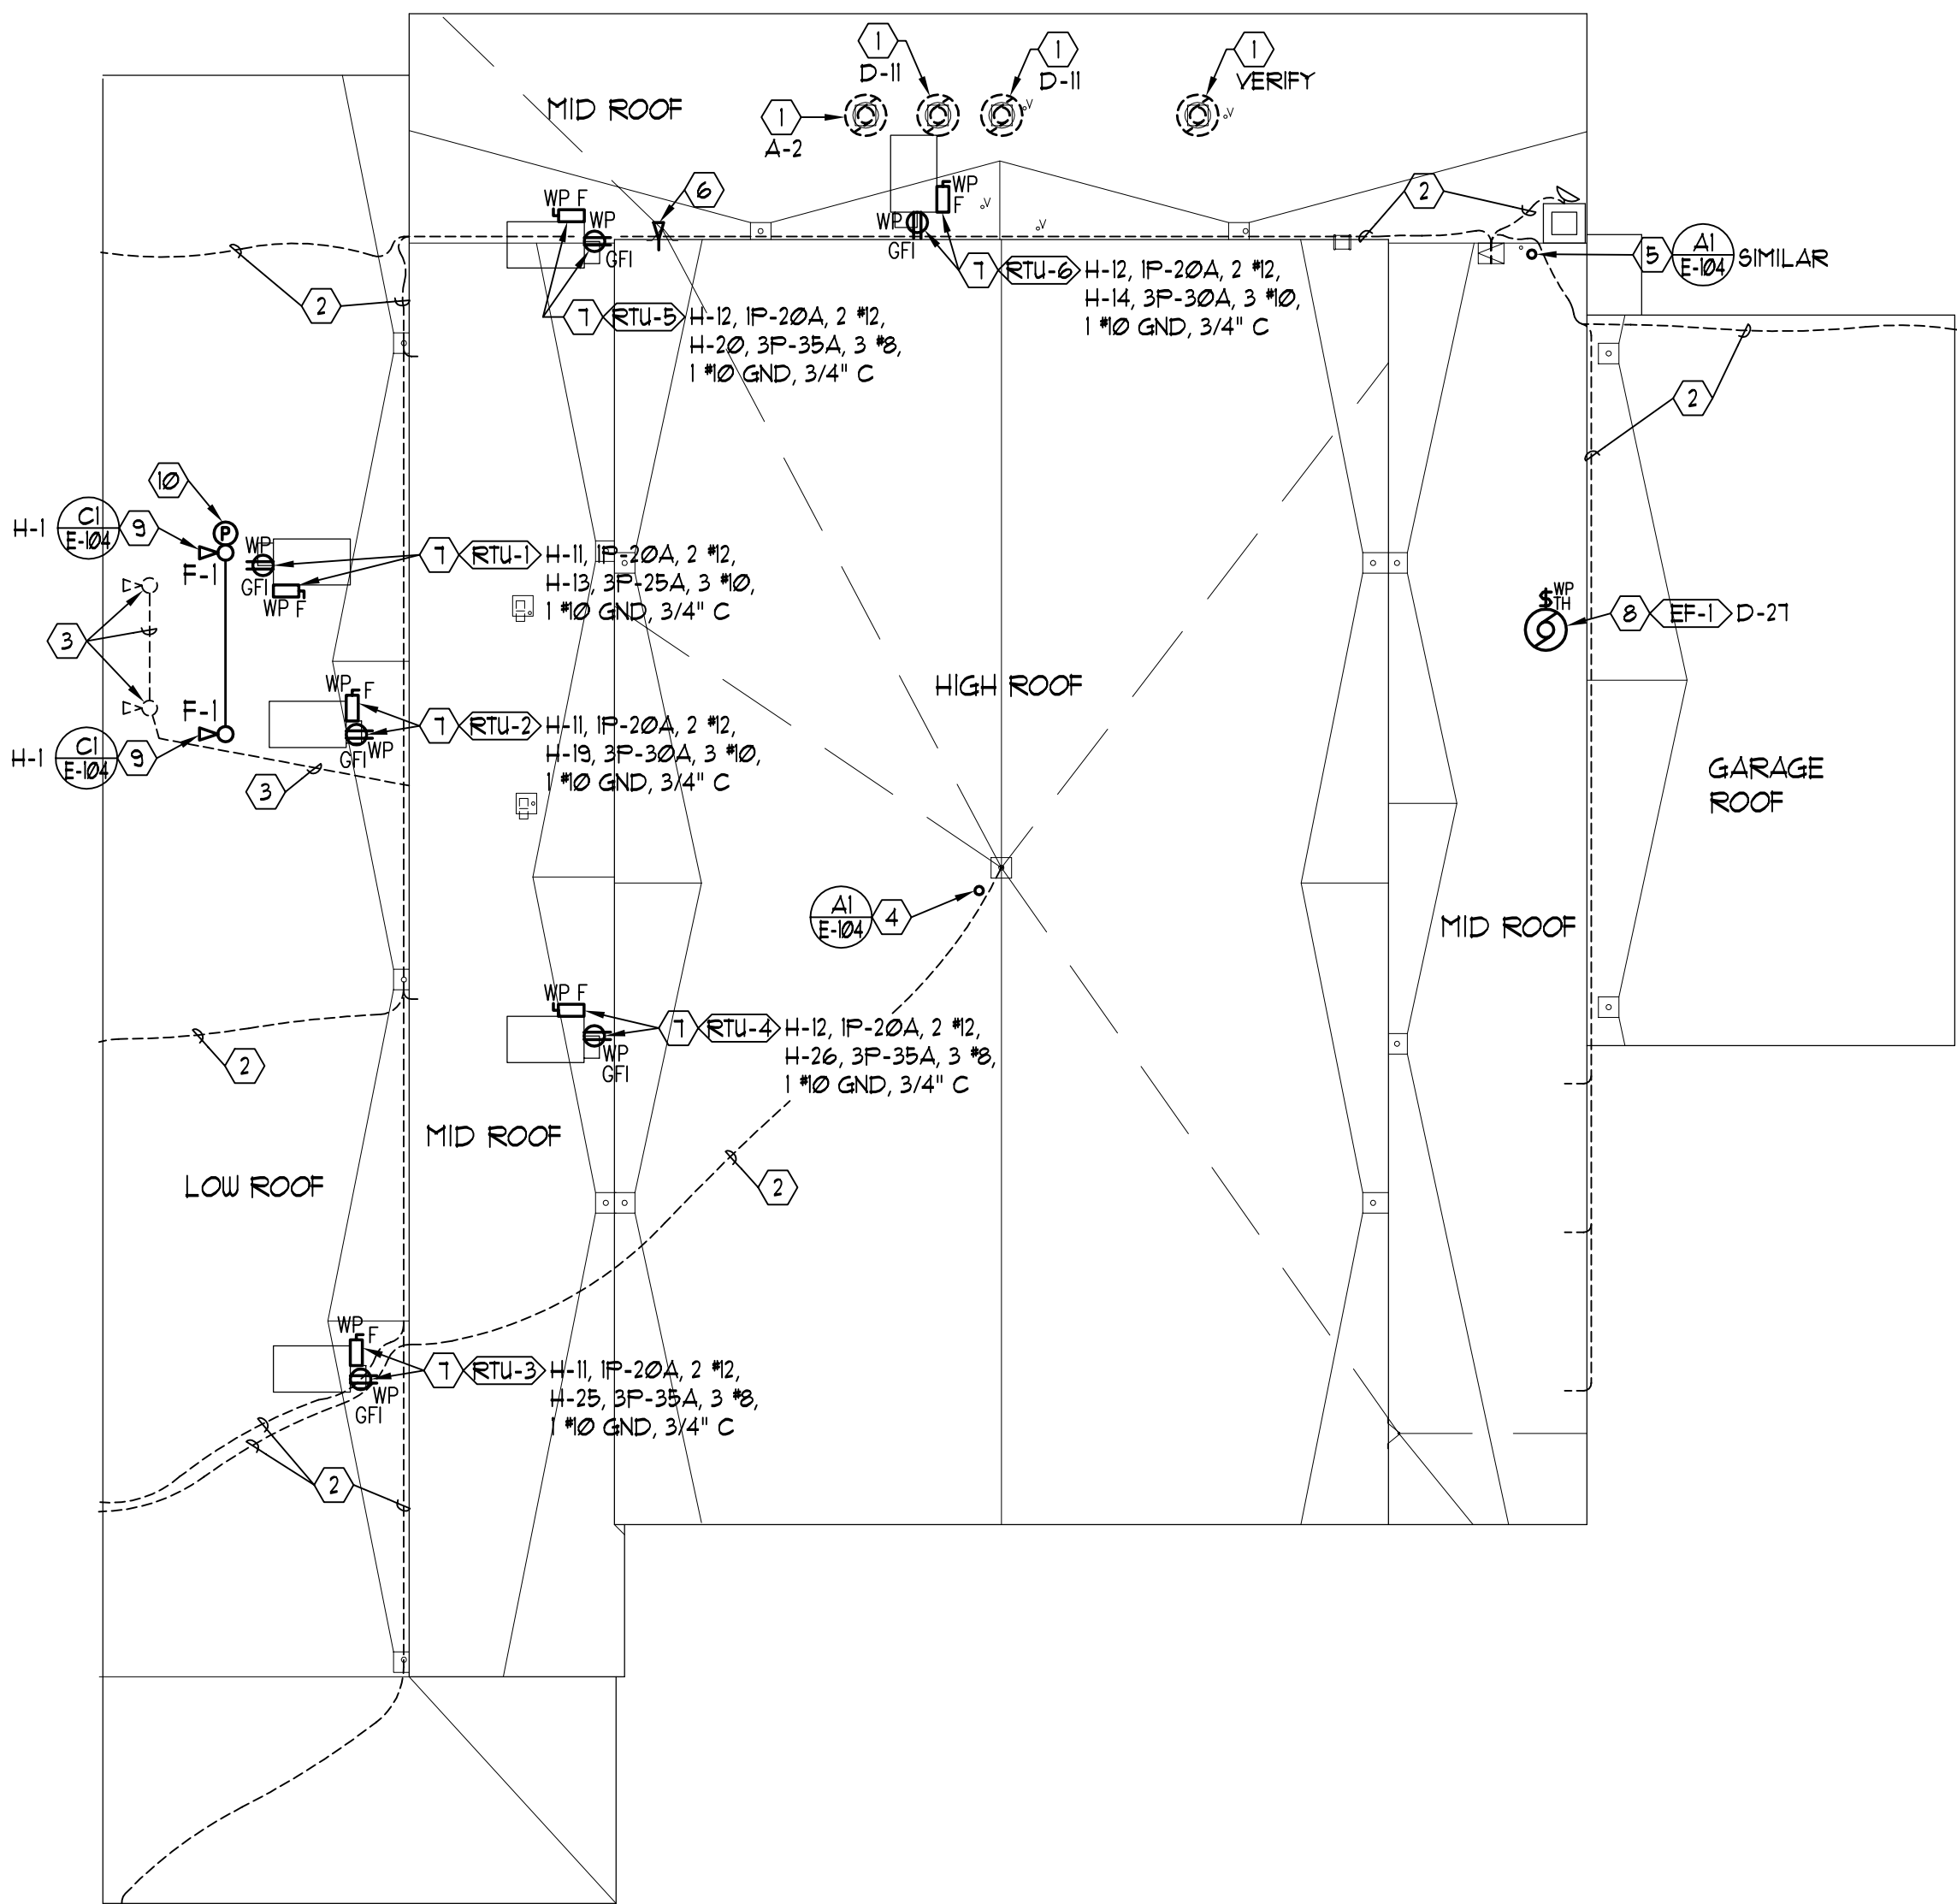 1
D-11
1
D-11
1
VERIFY
MID ROOF
1
A-2
V
V
WP F
WP
GFI
6
WP
F
V
WP
GFI
V
2
2
7 RTU-5 H-12, 1P-20A, 2 #12,
H-20, 3P-35A, 3 #8,
1 #10 GND, 3/4" C
7 RTU-6 H-12, 1P-20A, 2 #12,
H-14, 3P-30A, 3 #10,
1 #10 GND, 3/4" C
5 A1
E-104 SIMILAR
2
10
H-1 C1
E-104 9
P
F-1
WP
GFI
WP F
7 RTU-1 H-11, 1P-20A, 2 #12,
H-13, 3P-25A, 3 #10,
1 #10 GND, 3/4" C
3
$ WP
TH
8 EF-1 D-27
HIGH ROOF
WP F
F-1
H-1 C1
E-104 9
WP
GFI
7 RTU-2 H-11, 1P-20A, 2 #12,
H-19, 3P-30A, 3 #10,
1 #10 GND, 3/4" C
3
GARAGE
ROOF
A1
E-104 4
MID ROOF
WP F
WP
GFI
7 RTU-4 H-12, 1P-20A, 2 #12,
H-26, 3P-35A, 3 #8,
1 #10 GND, 3/4" C
2
MID ROOF
LOW ROOF
2
WP F
WP
GFI
7 RTU-3 H-11, 1P-20A, 2 #12,
H-25, 3P-35A, 3 #8,
1 #10 GND, 3/4" C
2